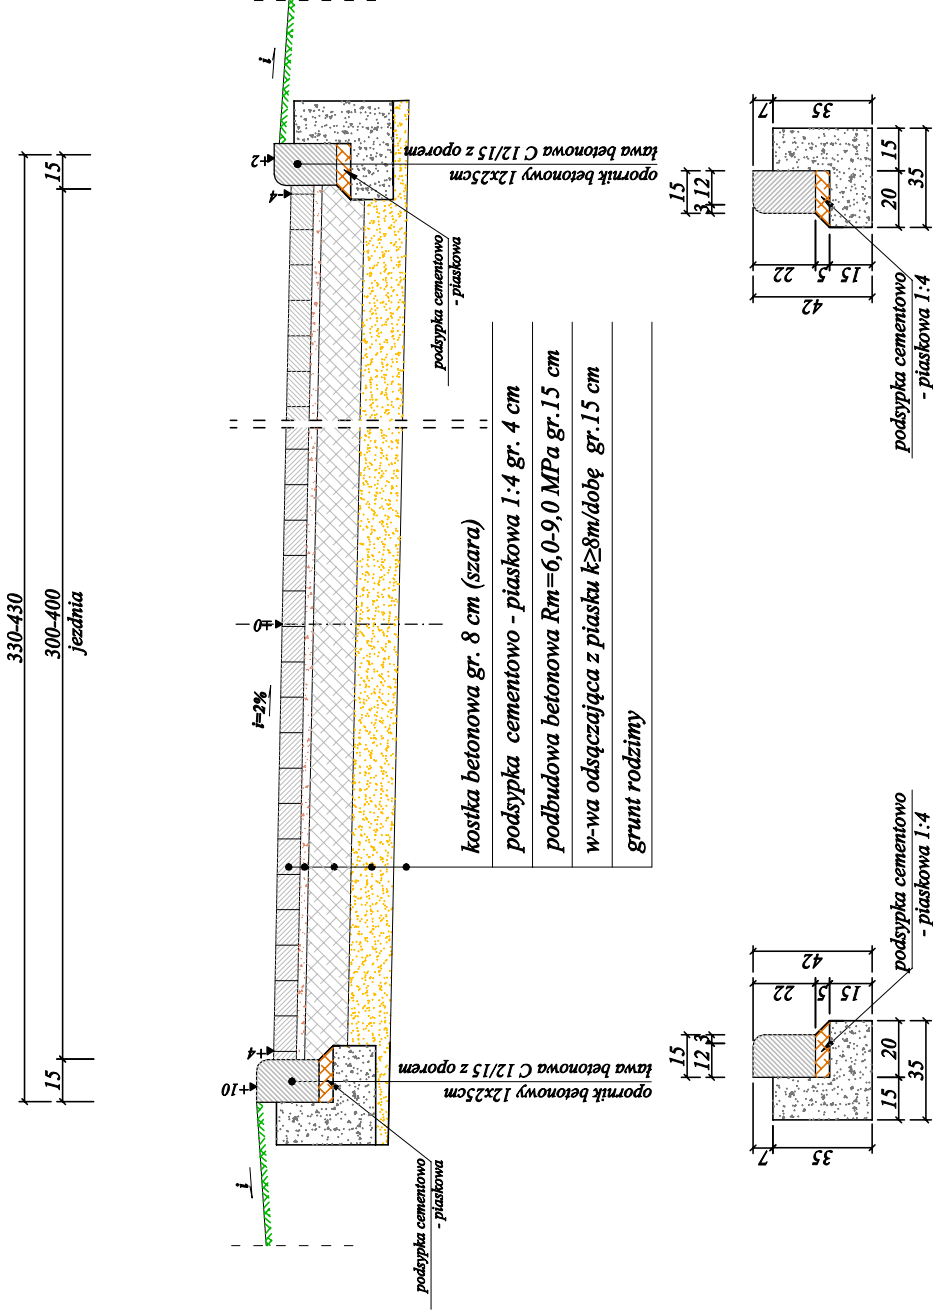 330-430
15
300-400
15
jezdnia
i
i=2%
i
+10
+4
±0
-4
+2
kostka betonowa gr. 8 cm (szara)
podsypka cementowo - piaskowa 1:4 gr. 4 cm
podbudowa betonowa Rm=6,0-9,0 MPa gr.15 cm
w-wa odsączająca z piasku k≥8m/dobę gr.15 cm
grunt rodzimy
podsypka cementowo
- piaskowa
opornik betonowy 12x25cm
ława betonowa C 12/15 z oporem
podsypka cementowo
- piaskowa
opornik betonowy 12x25cm
ława betonowa C 12/15 z oporem
15
12 3
7
35
42
22
5
15
15
20
35
podsypka cementowo
- piaskowa 1:4
15
3 12
7
35
42
22
5
15
20
15
35
podsypka cementowo
- piaskowa 1:4